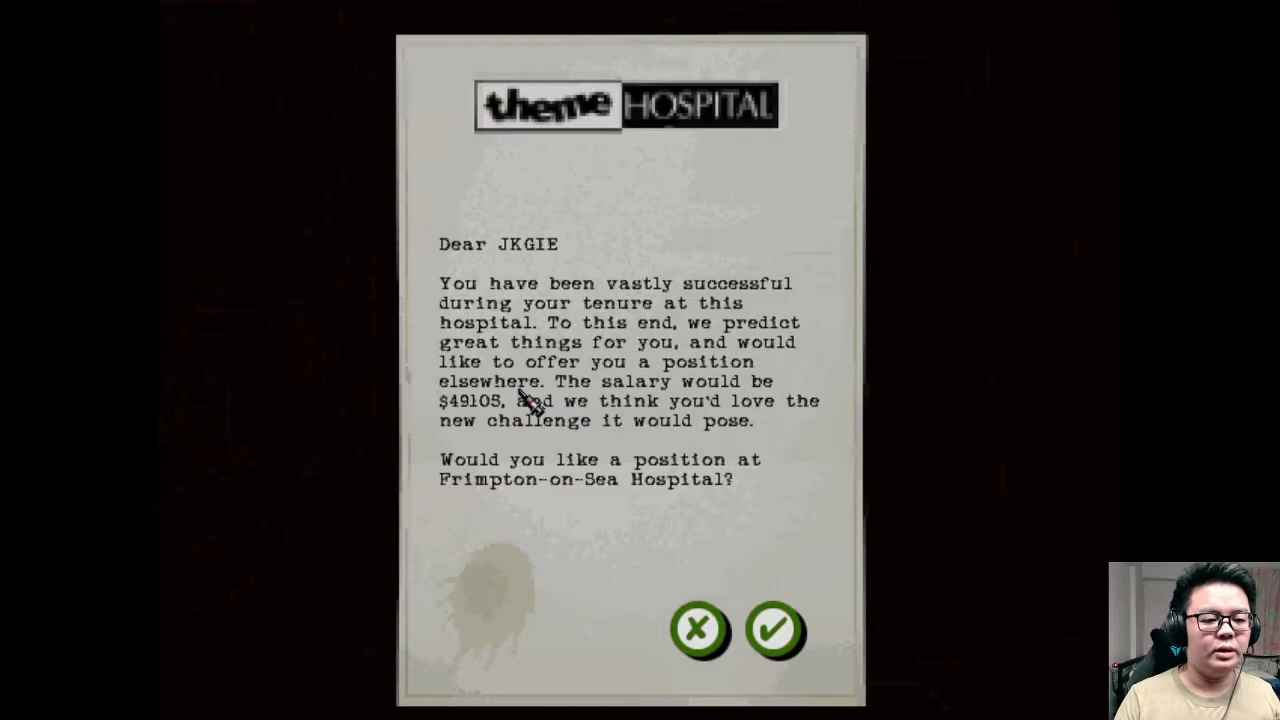 theme HOSPITAL
Dear JKGIE
You have been vastly successful
during your tenure at this
hospital. To this end, we predict
great things for you, and would
like to offer you a position
elsewhere. The salary would be
$49105, and we think you'd love the
new challenge it would pose.
Would you like a position at
Frimpton-on-Sea Hospital?